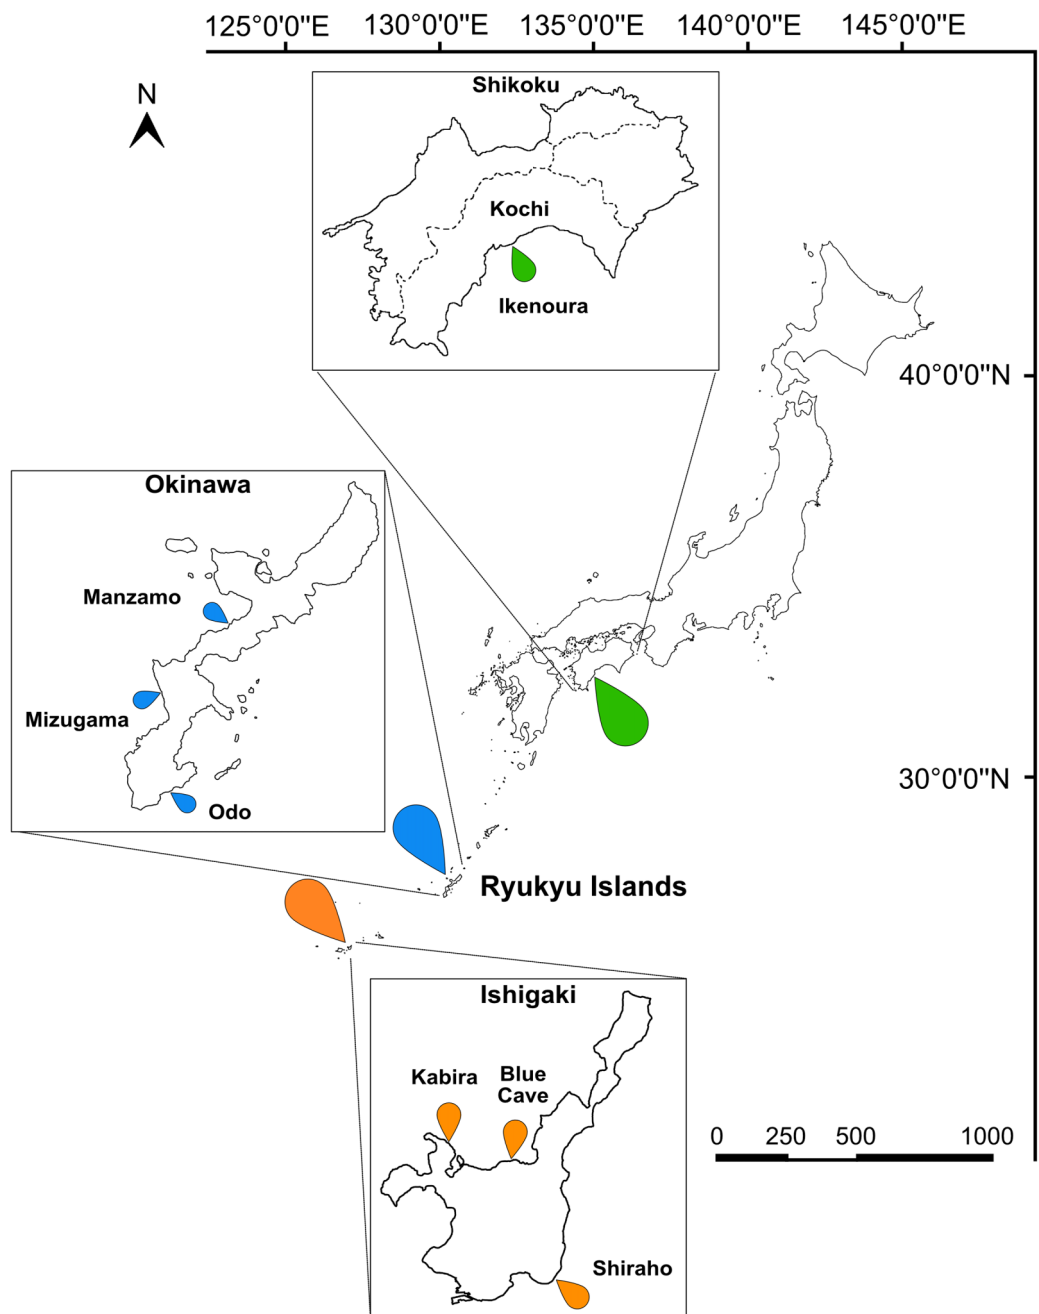 125°0'0"E 130°0'0"E 135°0'0"E 140°0'0"E 145°0'0"E
N
Shikoku
Kochi
Ikenoura
40°0'0"N
Okinawa
Manzamo
Mizugama
Odo
30°0'0"N
Ryukyu Islands
Ishigaki
Kabira
Blue
Cave
Shiraho
0 250 500 1000